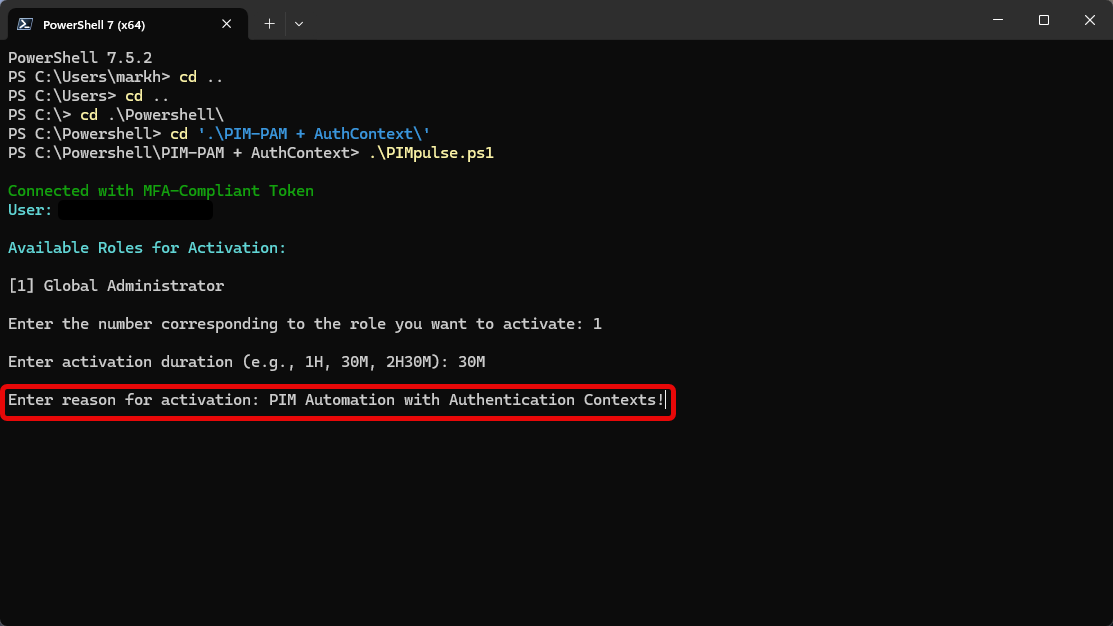 PowerShell 7 (x64)
PowerShell 7.5.2
PS C:\Users\markh> cd ..
PS C:\Users> cd ..
PS C:\> cd .\Powershell\
PS C:\Powershell> cd '.\PIM-PAM + AuthContext\'
PS C:\Powershell\PIM-PAM + AuthContext> .\PIMpulse.ps1
Connected with MFA-Compliant Token
User:
Available Roles for Activation:
[1] Global Administrator
Enter the number corresponding to the role you want to activate: 1
Enter activation duration (e.g., 1H, 30M, 2H30M): 30M
Enter reason for activation: PIM Automation with Authentication Contexts!